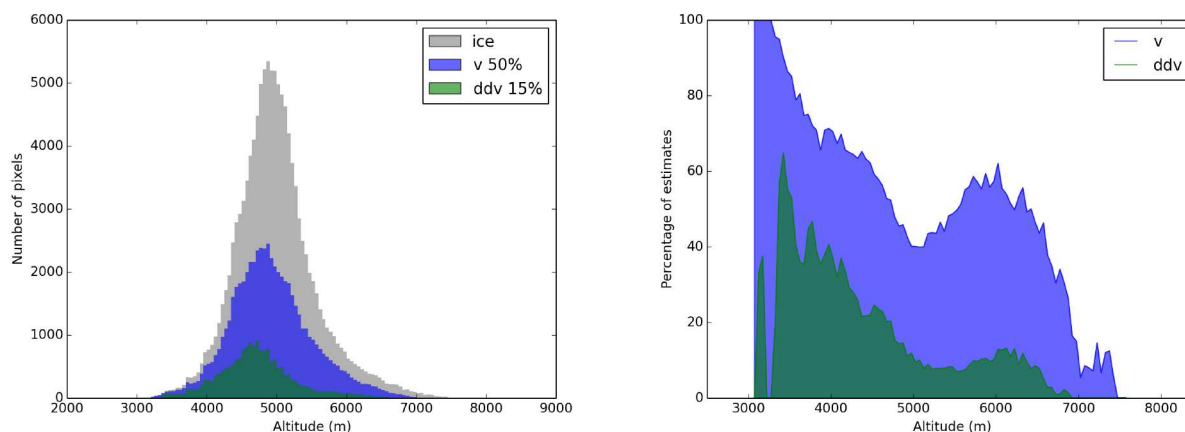 6000
5000
4000
3000
2000
1000
0
Number of pixels
ice
v 50%
ddv 15%
2000 3000 4000 5000 6000 7000 8000 9000
Altitude (m)
100
80
60
40
20
0
Percentage of estimates
v
ddv
3000 4000 5000 6000 7000 8000
Altitude (m)